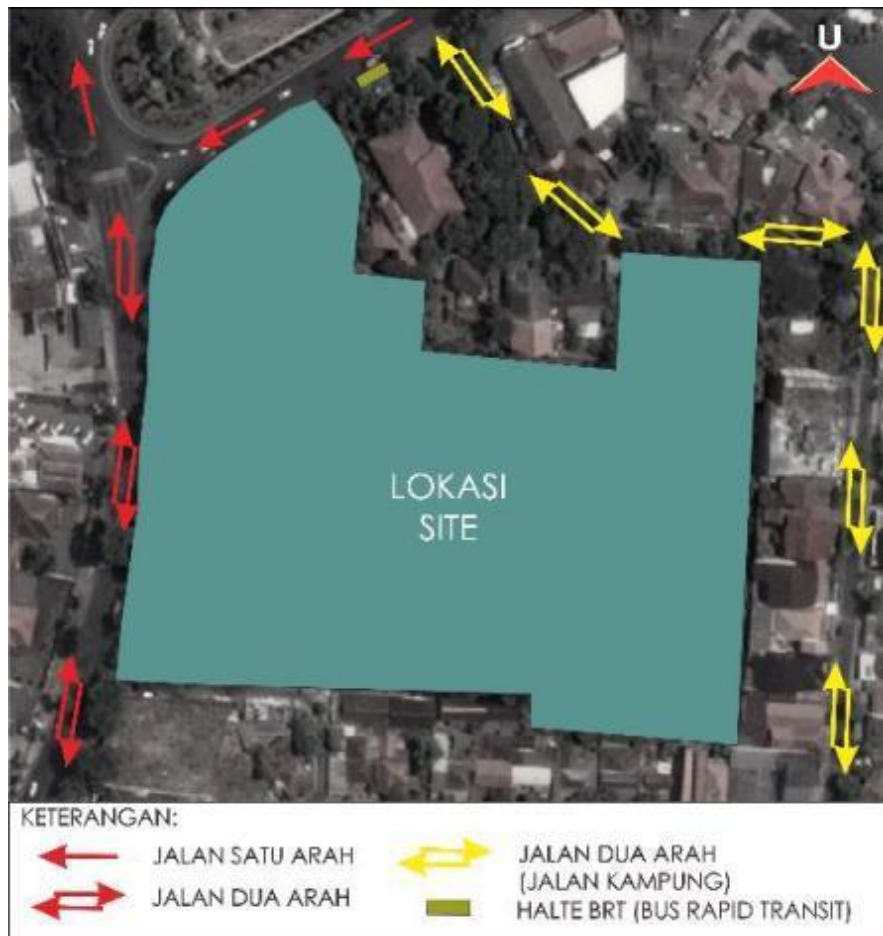 U
LOKASI
SITE
KETERANGAN:
JALAN SATU ARAH
JALAN DUA ARAH
JALAN DUA ARAH
(JALAN KAMPUNG)
HALTE BRT (BUS RAPID TRANSIT)